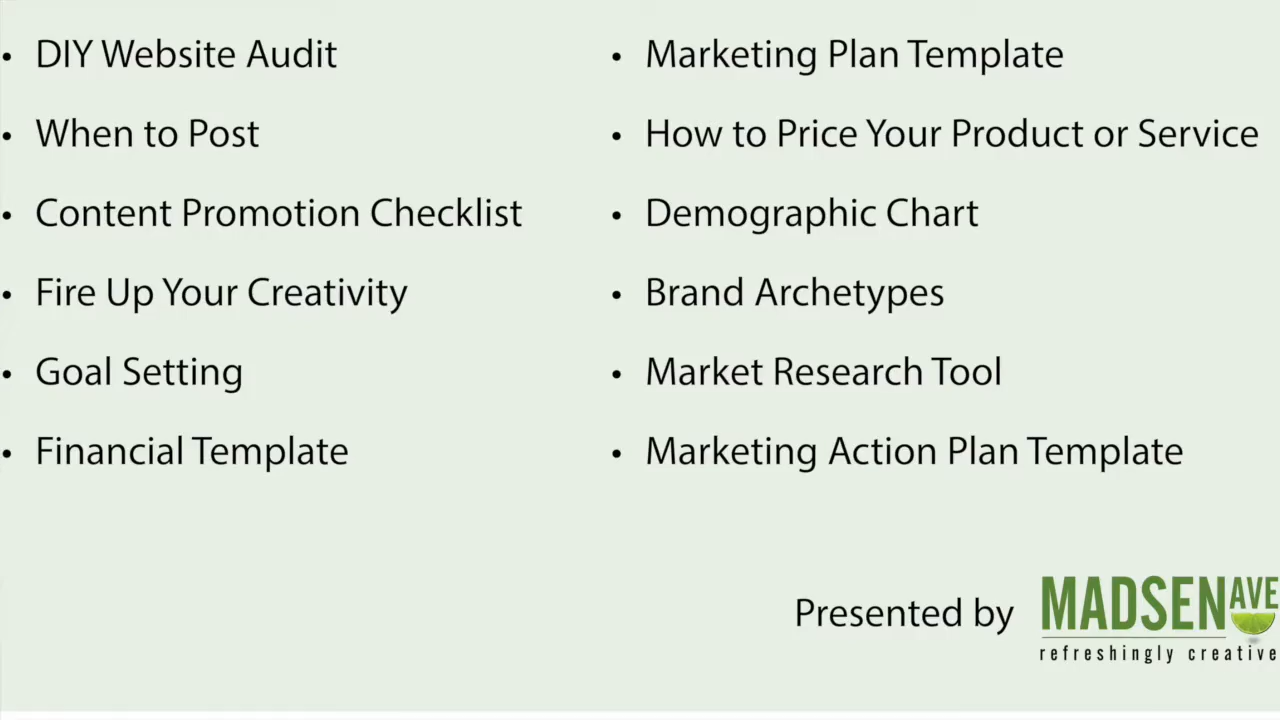 • DIY Website Audit
• When to Post
• Content Promotion Checklist
• Fire Up Your Creativity
• Goal Setting
• Financial Template
• Marketing Plan Template
• How to Price Your Product or Service
• Demographic Chart
• Brand Archetypes
• Market Research Tool
• Marketing Action Plan Template
Presented by
MADSEN AVE
refreshingly creative